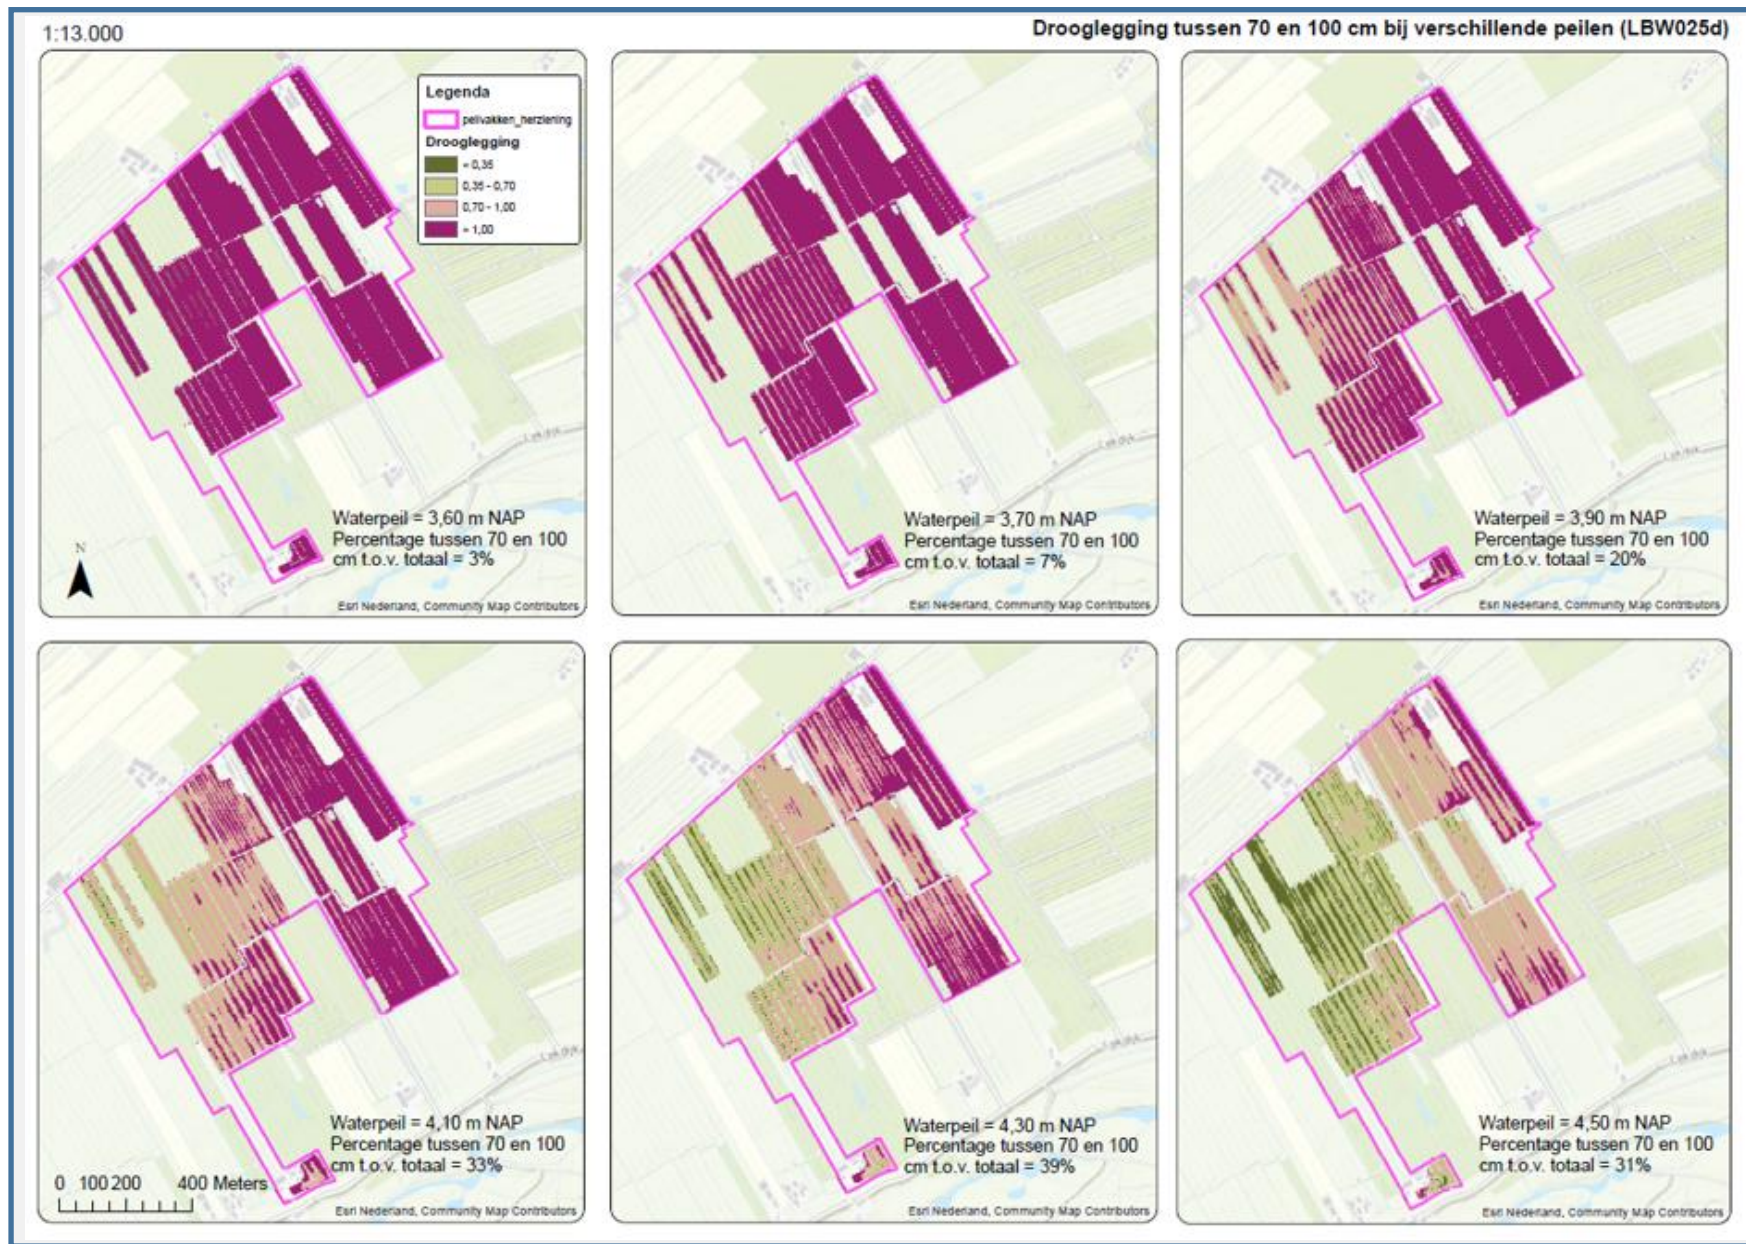 1:13.000
Drooglegging tussen 70 en 100 cm bij verschillende peilen (LBW025d)
Legenda
peilvakken_herziening
Drooglegging
= 0,35
0,35 - 0,70
0,70 - 1,00
= 1,00
Waterpeil = 3,60 m NAP
Percentage tussen 70 en 100
cm t.o.v. totaal = 3%
N
Esri Nederland, Community Map Contributors
Waterpeil = 3,70 m NAP
Percentage tussen 70 en 100
cm t.o.v. totaal = 7%
Esri Nederland, Community Map Contributors
Lekdijk
Waterpeil = 3,90 m NAP
Percentage tussen 70 en 100
cm t.o.v. totaal = 20%
Esri Nederland, Community Map Contributors
Waterpeil = 4,10 m NAP
Percentage tussen 70 en 100
cm t.o.v. totaal = 33%
0 100 200 400 Meters
Esri Nederland, Community Map Contributors
Lekdijk
Waterpeil = 4,30 m NAP
Percentage tussen 70 en 100
cm t.o.v. totaal = 39%
Esri Nederland, Community Map Contributors
Lekdijk
Waterpeil = 4,50 m NAP
Percentage tussen 70 en 100
cm t.o.v. totaal = 31%
Esri Nederland, Community Map Contributors